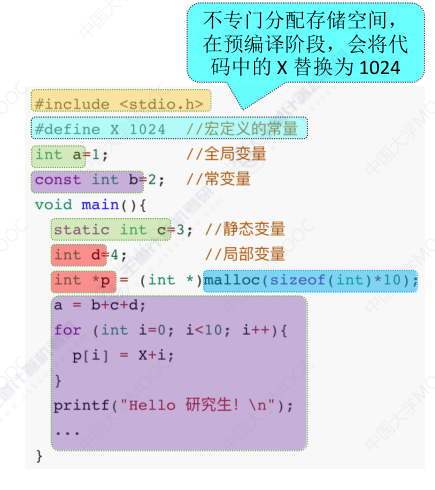 不专门分配存储空间，
在预编译阶段，会将代
码中的 X 替换为 1024
#include <stdio.h>
#define X 1024 //宏定义的常量
int a=1; //全局变量
const int b=2; //常变量
void main(){
static int c=3; //静态变量
int d=4; //局部变量
int *p = (int *)malloc(sizeof(int)*10);
a = b+c+d;
for (int i=0; i<10; i++){
p[i] = X+i;
}
printf("Hello 研究生! \n");
...
}